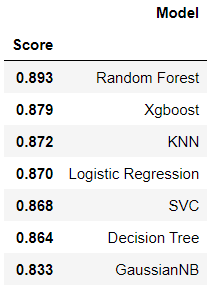 Model
Score
0.893 Random Forest
0.879 Xgboost
0.872 KNN
0.870 Logistic Regression
0.868 SVC
0.864 Decision Tree
0.833 GaussianNB